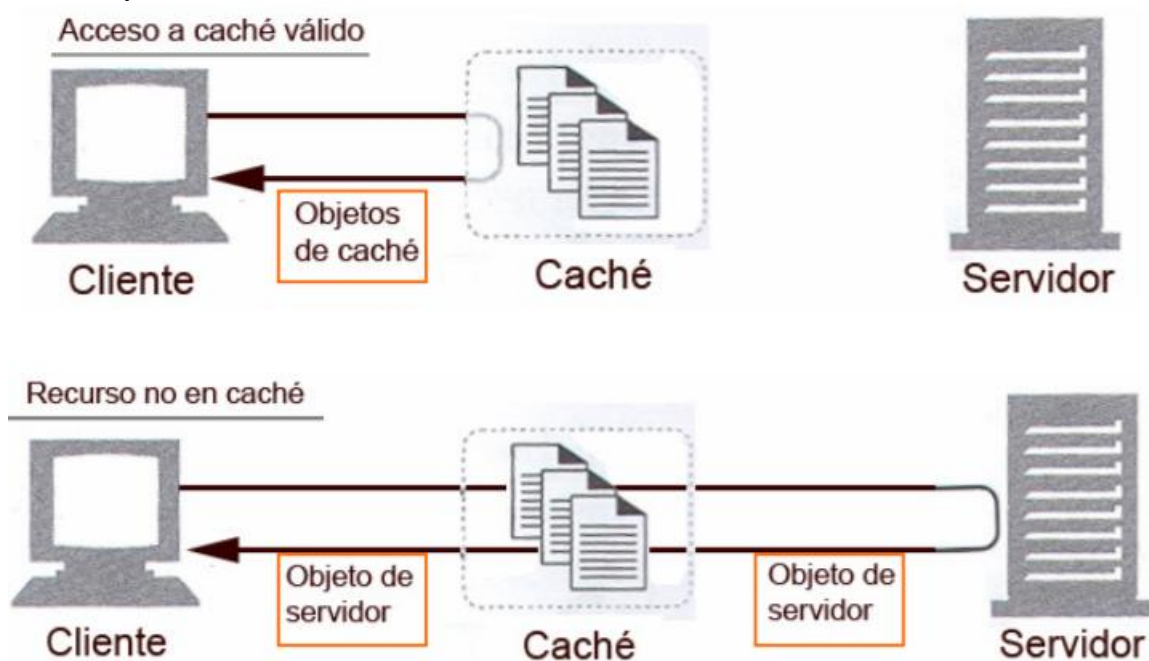 Acceso a caché válido
Objetos
de caché
Cliente
Caché
Servidor
Recurso no en caché
Objeto de
servidor
Objeto de
servidor
Cliente
Caché
Servidor